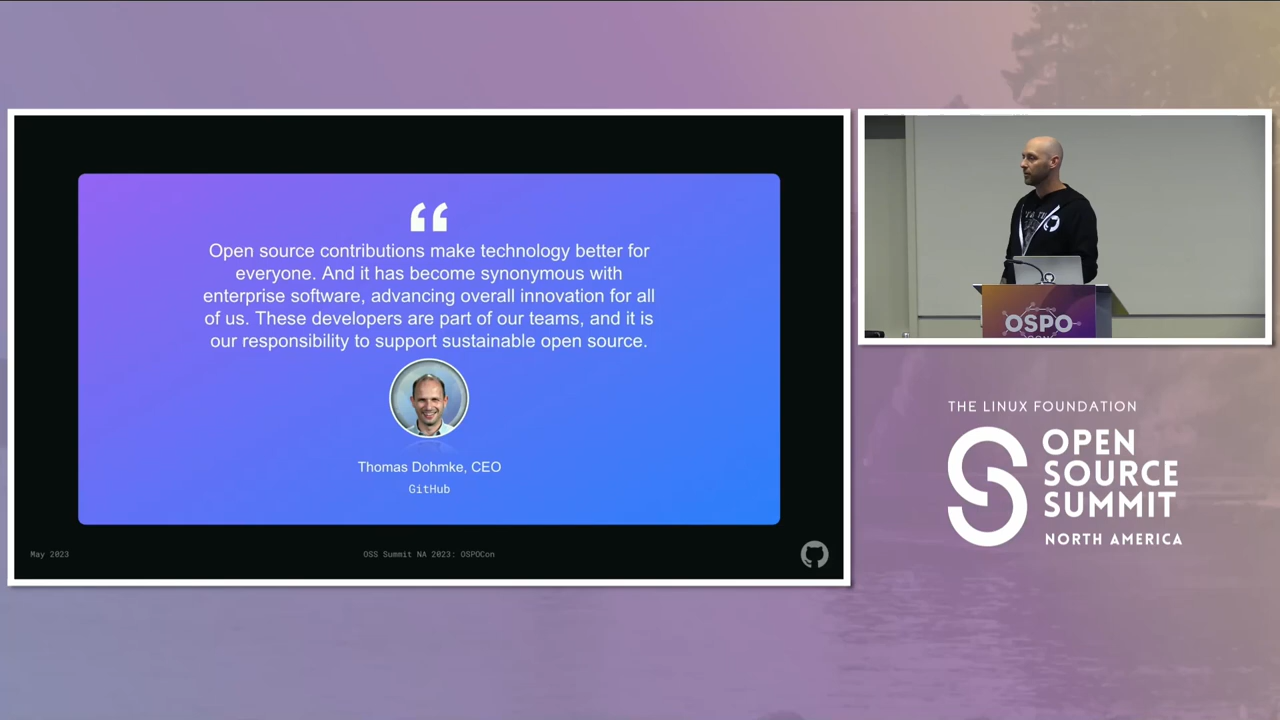 “
Open source contributions make technology better for
everyone. And it has become synonymous with
enterprise software, advancing overall innovation for all
of us. These developers are part of our teams, and it is
our responsibility to support sustainable open source.
Thomas Dohmke, CEO
GitHub
May 2023
OSS Summit NA 2023: OSPOCon
OSPO
THE LINUX FOUNDATION
OPEN
SOURCE
SUMMIT
NORTH AMERICA